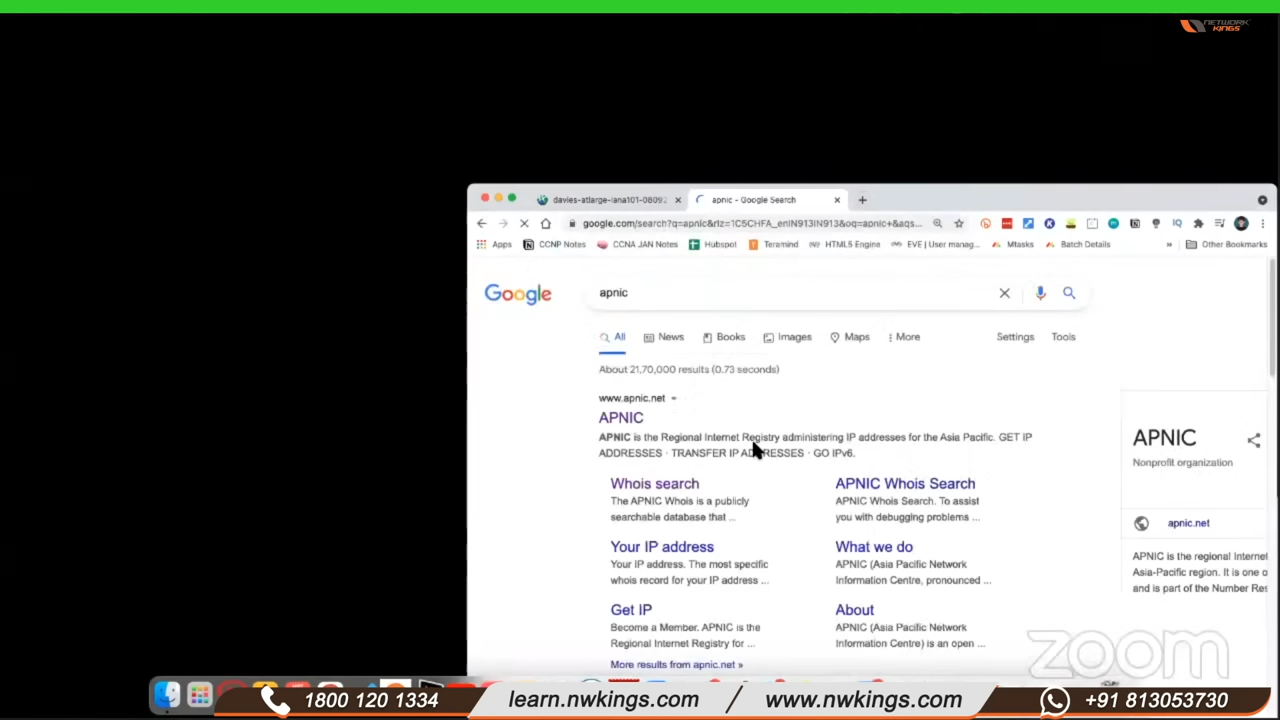 NETWORK
KINGS
davies-atlarge-iana101-0809
apnic - Google Search
google.com/search?q=apnic&rlz=1C5CHFA_enIN913IN913&oq=apnic+&aqs...
Apps
CCNP Notes
CCNA JAN Notes
Hubspot
Teramind
HTML5 Engine
EVE | User manag...
Mtasks
Batch Details
»
Other Bookmarks
Google
apnic
All
News
Books
Images
Maps
More
Settings
Tools
About 21,70,000 results (0.73 seconds)
www.apnic.net
APNIC
APNIC is the Regional Internet Registry administering IP addresses for the Asia Pacific. GET IP
ADDRESSES · TRANSFER IP ADDRESSES · GO IPv6.
Whois search
The APNIC Whois is a publicly
searchable database that ...
APNIC Whois Search
APNIC Whois Search. To assist
you with debugging problems ...
Your IP address
Your IP address. The most specific
whois record for your IP address ...
What we do
APNIC (Asia Pacific Network
Information Centre, pronounced ...
Get IP
Become a Member. APNIC is the
Regional Internet Registry for ...
About
APNIC (Asia Pacific Network
Information Centre) is an open ...
More results from apnic.net »
APNIC
Nonprofit organization
apnic.net
APNIC is the regional Internet
Asia-Pacific region. It is one o
and is part of the Number Res
zoom
1800 120 1334
learn.nwkings.com / www.nwkings.com
+91 813053730